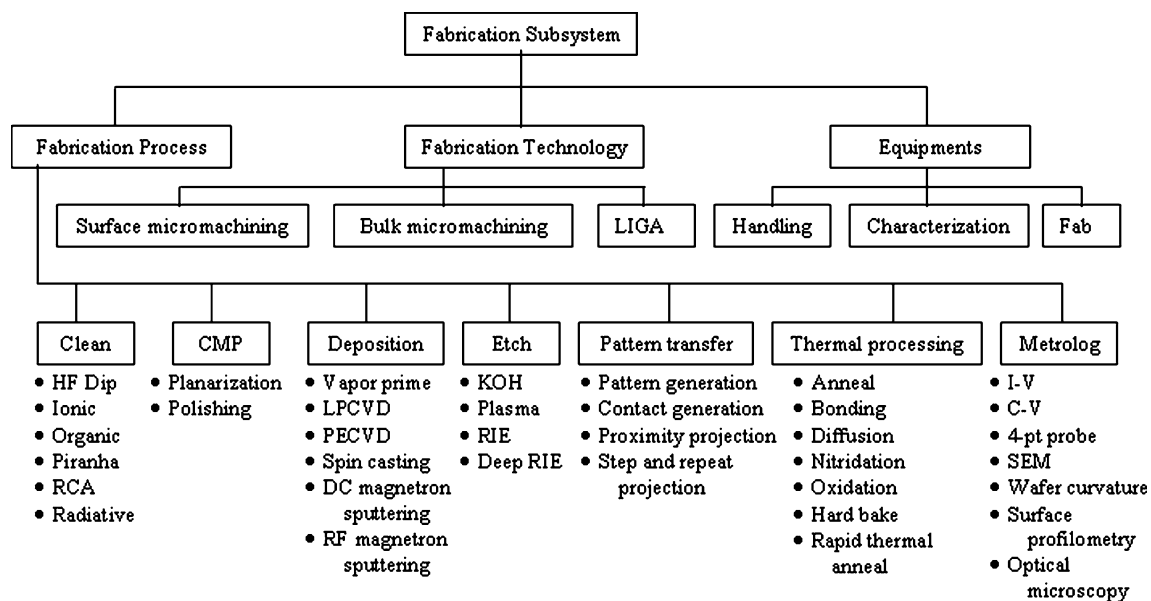 Fabrication Subsystem
Fabrication Process
Fabrication Technology
Equipments
Surface micromachining
Bulk micromachining
LIGA
Handling
Characterization
Fab
Clean
• HF Dip
• Ionic
• Organic
• Piranha
• RCA
• Radiative
CMP
• Planarization
• Polishing
Deposition
• Vapor prime
• LPCVD
• PECVD
• Spin casting
• DC magnetron
sputtering
• RF magnetron
sputtering
Etch
• KOH
• Plasma
• RIE
• Deep RIE
Pattern transfer
• Pattern generation
• Contact generation
• Proximity projection
• Step and repeat
projection
Thermal processing
• Anneal
• Bonding
• Diffusion
• Nitridation
• Oxidation
• Hard bake
• Rapid thermal
anneal
Metrolog
• I-V
• C-V
• 4-pt probe
• SEM
• Wafer curvature
• Surface
profilometry
• Optical
microscopy